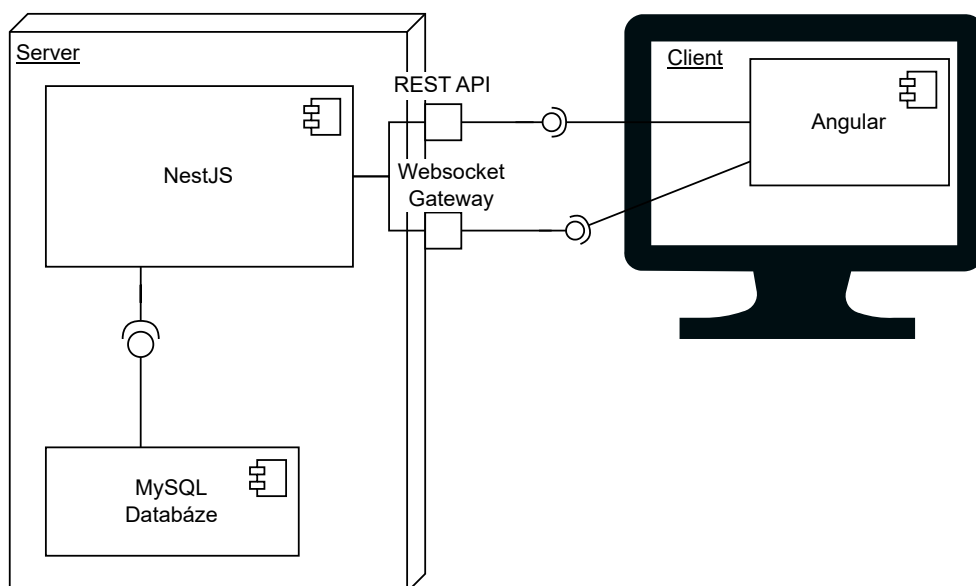 Server
Client
REST API
Angular
NestJS
Websocket
Gateway
MySQL
Databáze